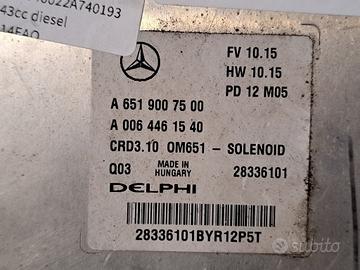 43cc diesel
FV 10.15
HW 10.15
PD 12 M05
A 651 900 75 00
A 006 446 15 40
CRD3.10 OM651 - SOLENOID
Q03 MADE IN HUNGARY 28336101
DELPHI
28336101BYR12P5T
subito